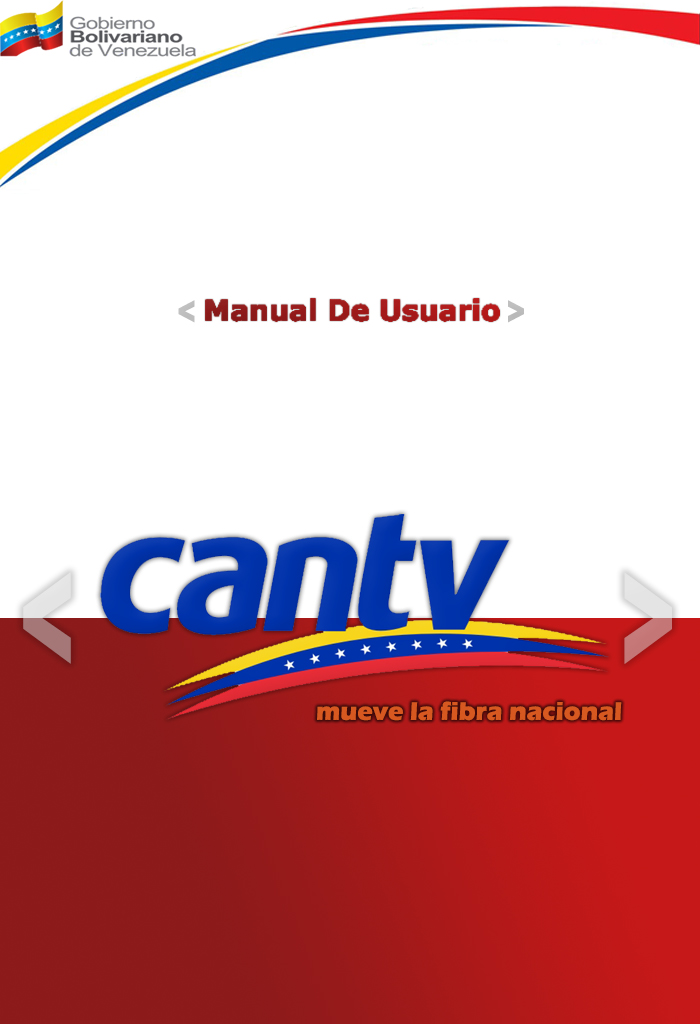 Gobierno
Bolivariano
de Venezuela
< Manual De Usuario >
cantv
mueve la fibra nacional